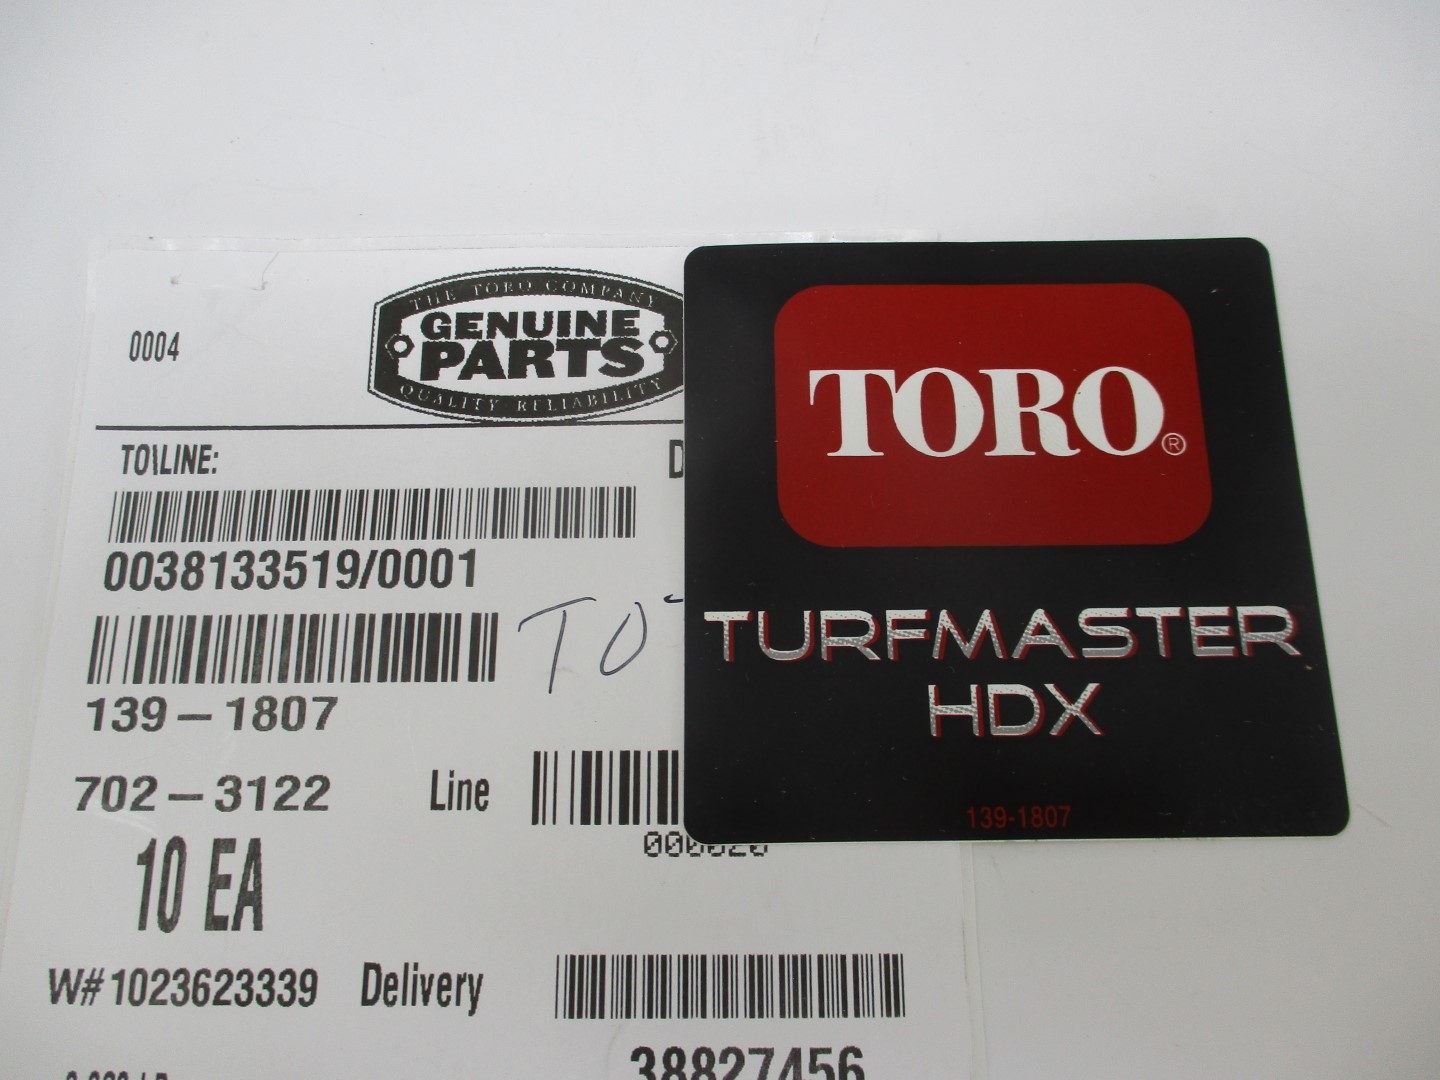 0004
THE TORO COMPANY
GENUINE
PARTS
QUALITY RELIABILITY
TO\LINE:
0038133519/0001
TO
139-1807
702-3122
Line
10 EA
W#1023623339
Delivery
38827456
TORO®
TURFMASTER
HDX
139-1807